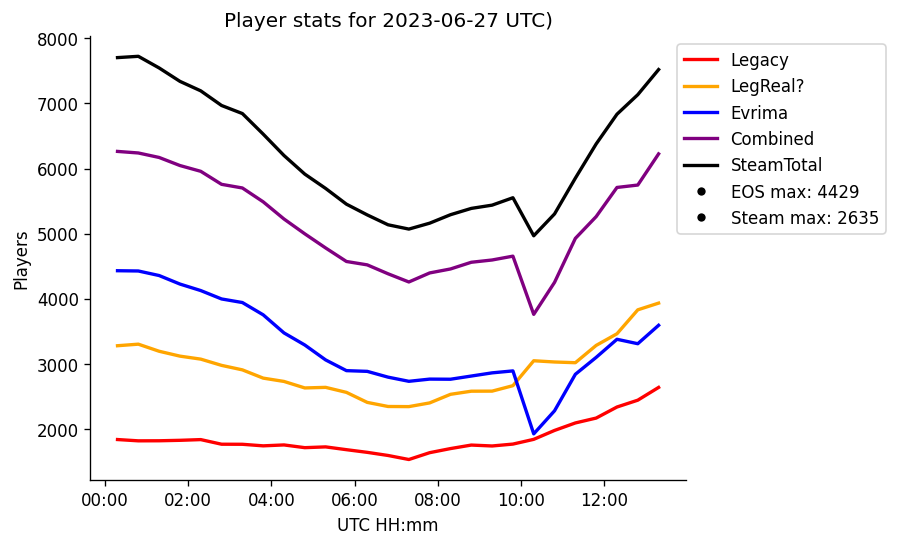 Player stats for 2023-06-27 UTC)
8000
7000
6000
5000
4000
3000
2000
Players
00:00 02:00 04:00 06:00 08:00 10:00 12:00
UTC HH:mm
Legacy
LegReal?
Evrima
Combined
SteamTotal
EOS max: 4429
Steam max: 2635